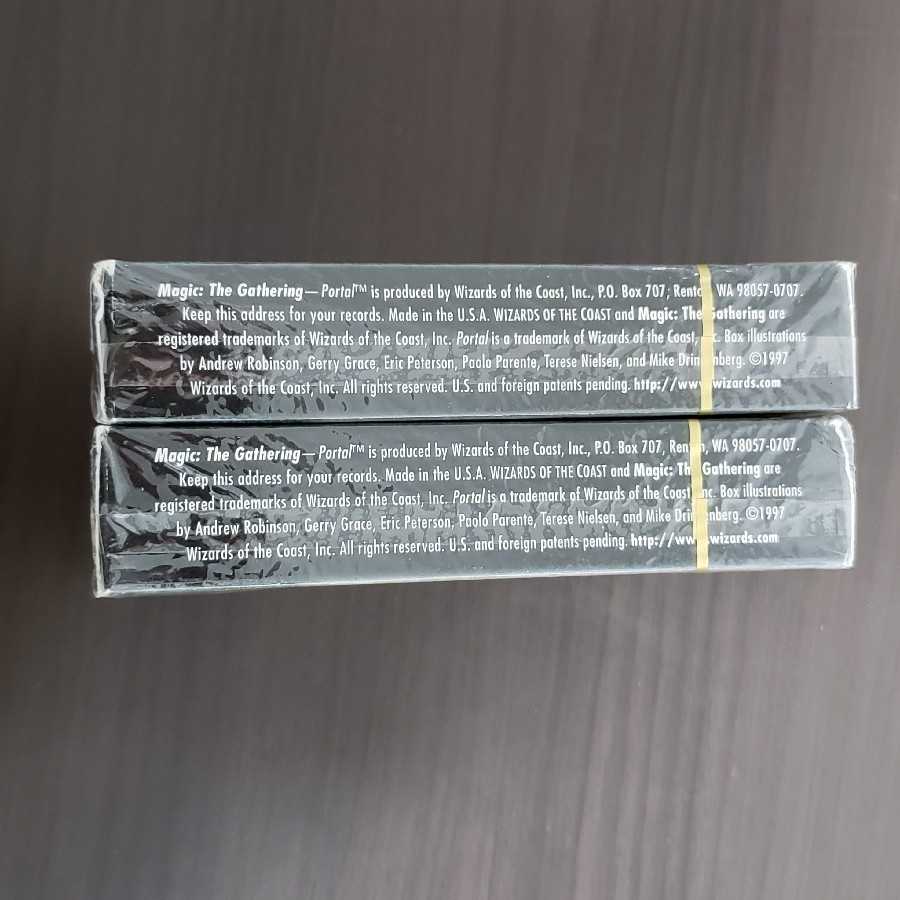 Magic: The Gathering—Portal™ is produced by Wizards of the Coast, Inc., P.O. Box 707, WA 98057-0707.
Keep this address for your records. Made in the U.S.A. WIZARDS OF THE COAST and Magic: The Gathering are
registered trademarks of Wizards of the Coast, Inc. Portal is a trademark of Wizards of the Coast, Box illustrations
by Andrew Robinson, Gerry Grace, Eric Peterson, Paolo Parente, Terese Nielsen, and Mike ©1997
Wizards of the Coast, Inc. All rights reserved. U.S. and foreign patents pending. http://www.wizards.com
Magic: The Gathering—Portal™ is produced by Wizards of the Coast, Inc., P.O. Box 707, WA 98057-0707.
Keep this address for your records. Made in the U.S.A. WIZARDS OF THE COAST and Magic: The Gathering are
registered trademarks of Wizards of the Coast, Inc. Portal is a trademark of Wizards of the Coast, Box illustrations
by Andrew Robinson, Gerry Grace, Eric Peterson, Paolo Parente, Terese Nielsen, and Mike ©1997
Wizards of the Coast, Inc. All rights reserved. U.S. and foreign patents pending. http://www.wizards.com